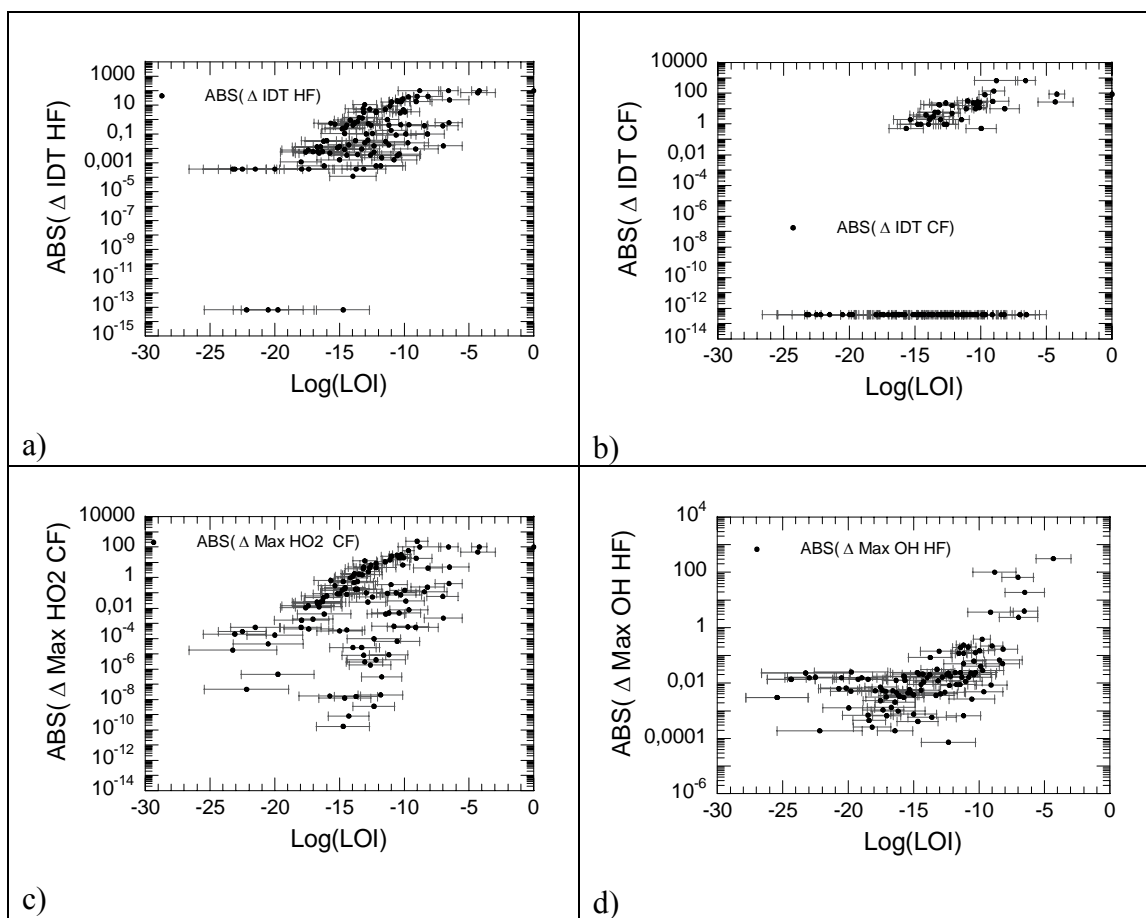 ABS( Δ IDT HF)
1000
10
0,1
0,001
10-5
10-7
10-9
10-11
10-13
10-15
ABS( Δ IDT HF)
-30 -25 -20 -15 -10 -5 0
Log(LOI)
a)
ABS( Δ IDT CF)
10000
100
1
0,01
10-4
10-6
10-8
10-10
10-12
10-14
ABS( Δ IDT CF)
-30 -25 -20 -15 -10 -5 0
Log(LOI)
b)
ABS( Δ Max HO2 CF)
10000
100
1
0,01
10-4
10-6
10-8
10-10
10-12
10-14
ABS( Δ Max HO2 CF)
-30 -25 -20 -15 -10 -5 0
Log(LOI)
c)
ABS( Δ Max OH HF)
104
100
1
0,01
0,0001
10-6
ABS( Δ Max OH HF)
-30 -25 -20 -15 -10 -5 0
Log(LOI)
d)